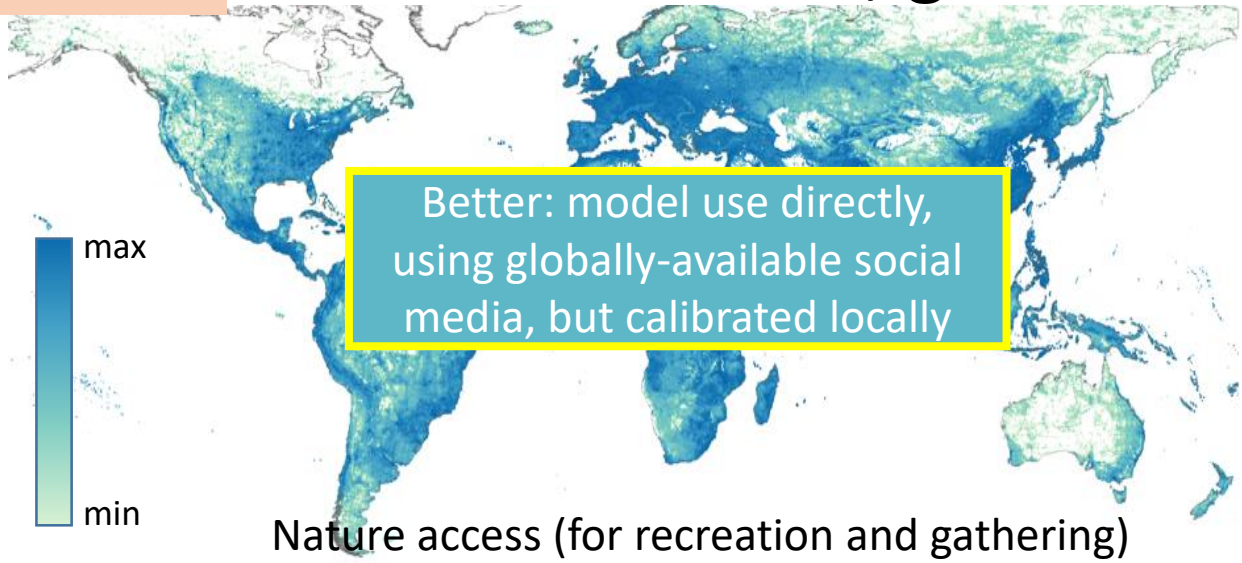 Better: model use directly,
using globally-available social
media, but calibrated locally
max
min
Nature access (for recreation and gathering)